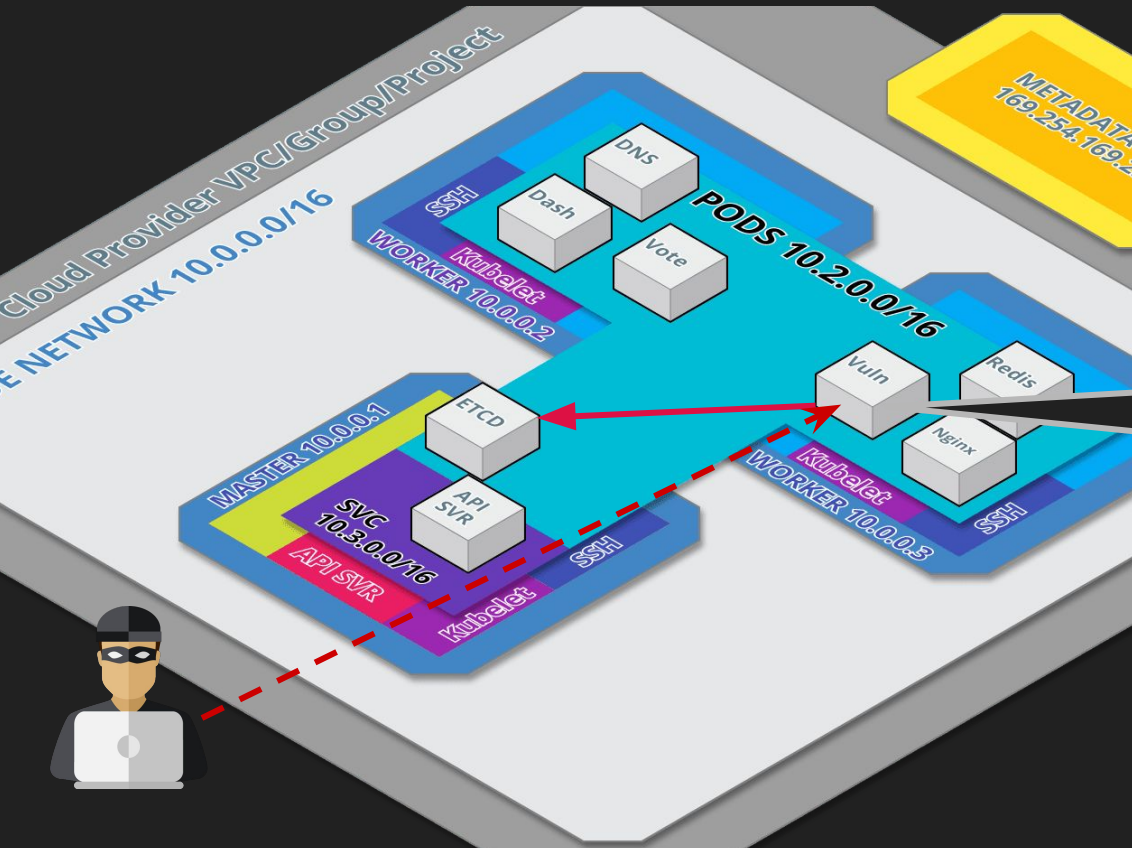 Cloud Provider VPC/Group/Project
NETWORK 10.0.0.0/16
METADATA
169.254.169.
DNS
Dash
Vote
SSH
Kubelet
WORKER 10.0.0.2
PODS 10.2.0.0/16
Vuln
Redis
Nginx
Kubelet
SSH
WORKER 10.0.0.3
ETCD
MASTER 10.0.0.1
API
SVR
SVC
10.3.0.0/16
API SVR
SSH
Kubelet